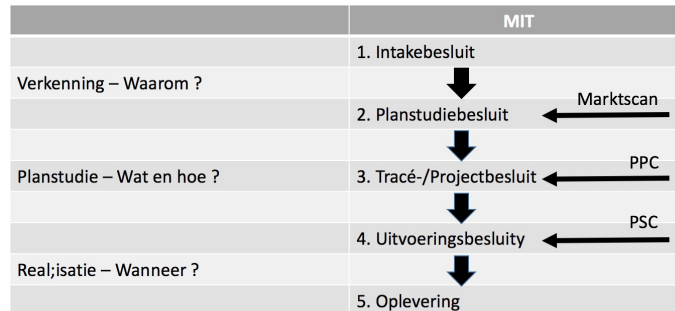 MIT
1. Intakebesluit
Verkenning – Waarom ?
Marktscan
2. Planstudiebesluit
PPC
Planstudie – Wat en hoe ?
3. Tracé-/Projectbesluit
PSC
4. Uitvoeringsbesluity
Real;isatie – Wanneer ?
5. Oplevering